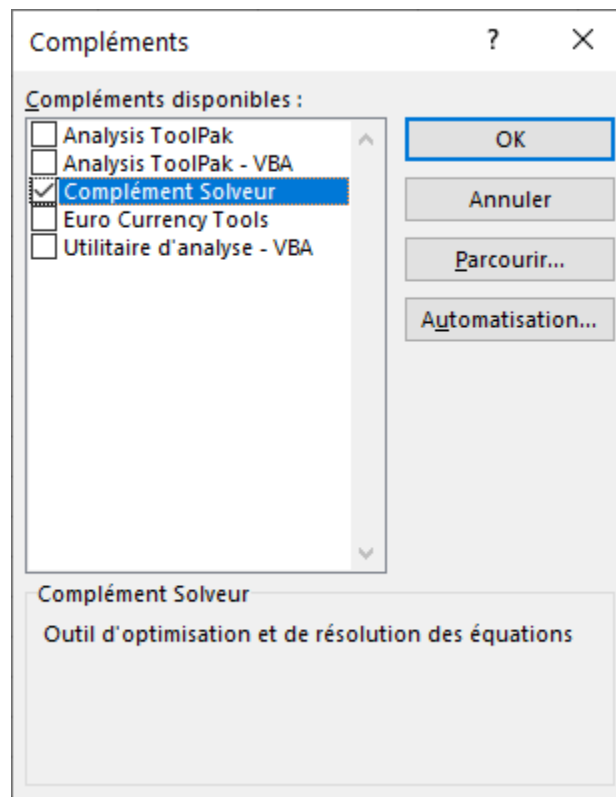 Compléments
?
Compléments disponibles :
Analysis ToolPak
Analysis ToolPak - VBA
Complément Solveur
Euro Currency Tools
Utilitaire d'analyse - VBA
OK
Annuler
Parcourir...
Automatisation...
Complément Solveur
Outil d'optimisation et de résolution des équations